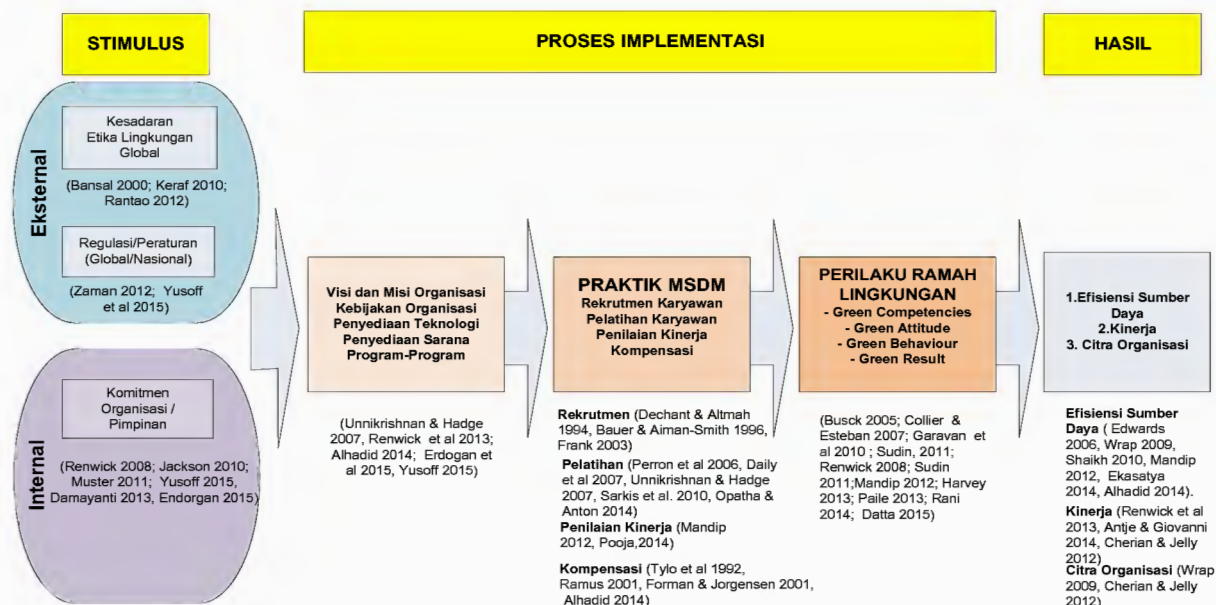 STIMULUS
PROSES IMPLEMENTASI
HASIL
Eksternal
Kesadaran
Etika Lingkungan
Global
(Bansal 2000; Keraf 2010;
Rantao 2012)
Regulasi/Peraturan
(Global/Nasional)
(Zaman 2012; Yusoff
et al 2015)
Internal
Komitmen
Organisasi /
Pimpinan
(Renwick 2008; Jackson 2010;
Muster 2011; Yusoff 2015,
Damayanti 2013, Endorgan 2015)
Visi dan Misi Organisasi
Kebijakan Organisasi
Penyediaan Teknologi
Penyediaan Sarana
Program-Program
(Unnikrishnan & Hadge
2007, Renwick et al 2013;
Alhadid 2014; Erdogan et
al 2015, Yusoff 2015)
PRAKTIK MSDM
Rekrutmen Karyawan
Pelatihan Karyawan
Penilaian Kinerja
Kompensasi
Rekrutmen (Dechant & Altmah
1994, Bauer & Aiman-Smith 1996,
Frank 2003)
Pelatihan (Perron et al 2006, Daily
et al 2007, Unnikrishnan & Hadge
2007, Sarkis et al. 2010, Opatha &
Anton 2014)
Penilaian Kinerja (Mandip
2012, Pooja,2014)
Kompensasi (Tylo et al 1992,
Ramus 2001, Forman & Jorgensen 2001,
Alhadid 2014)
PERILAKU RAMAH
LINGKUNGAN
- Green Competencies
- Green Attitude
- Green Behaviour
- Green Result
(Busck 2005; Collier &
Esteban 2007; Garavan et
al 2010 ; Sudin, 2011;
Renwick 2008; Sudin
2011;Mandip 2012; Harvey
2013; Paile 2013; Rani
2014; Datta 2015)
1.Efisiensi Sumber
Daya
2.Kinerja
3. Citra Organisasi
Efisiensi Sumber
Daya ( Edwards
2006, Wrap 2009,
Shaikh 2010, Mandip
2012, Ekasatya
2014, Alhadid 2014).
Kinerja (Renwick et al
2013, Antje & Giovanni
2014, Cherian & Jelly
2012)
Citra Organisasi (Wrap
2009, Cherian & Jelly
2012)